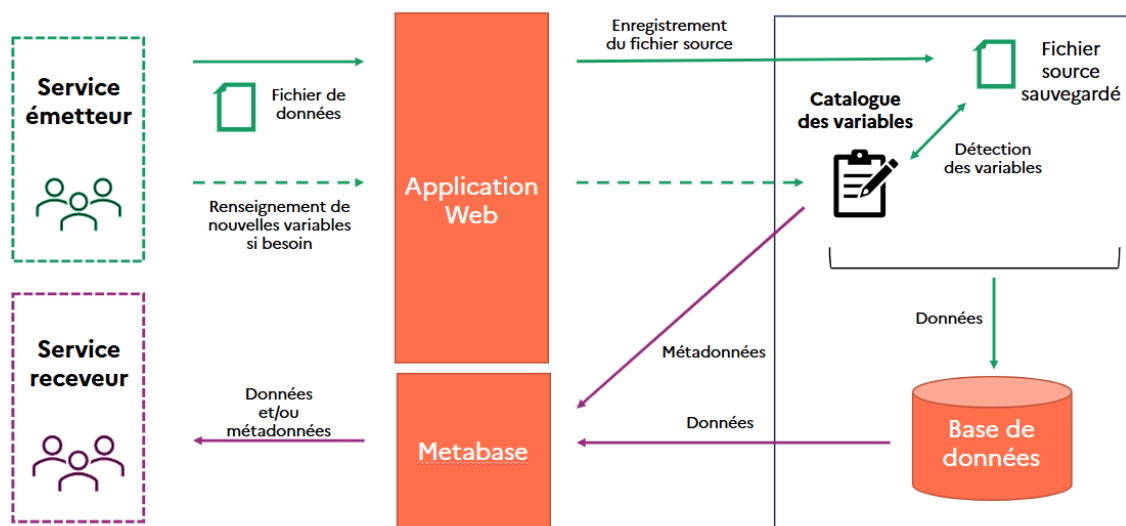 Service
émetteur
Fichier de
données
Renseignement de
nouvelles variables
si besoin
Application
Web
Enregistrement
du fichier source
Fichier
source
sauvegardé
Catalogue
des variables
Détection
des variables
Données
Base de
données
Métadonnées
Données
Metabase
Données
et/ou
métadonnées
Service
receveur